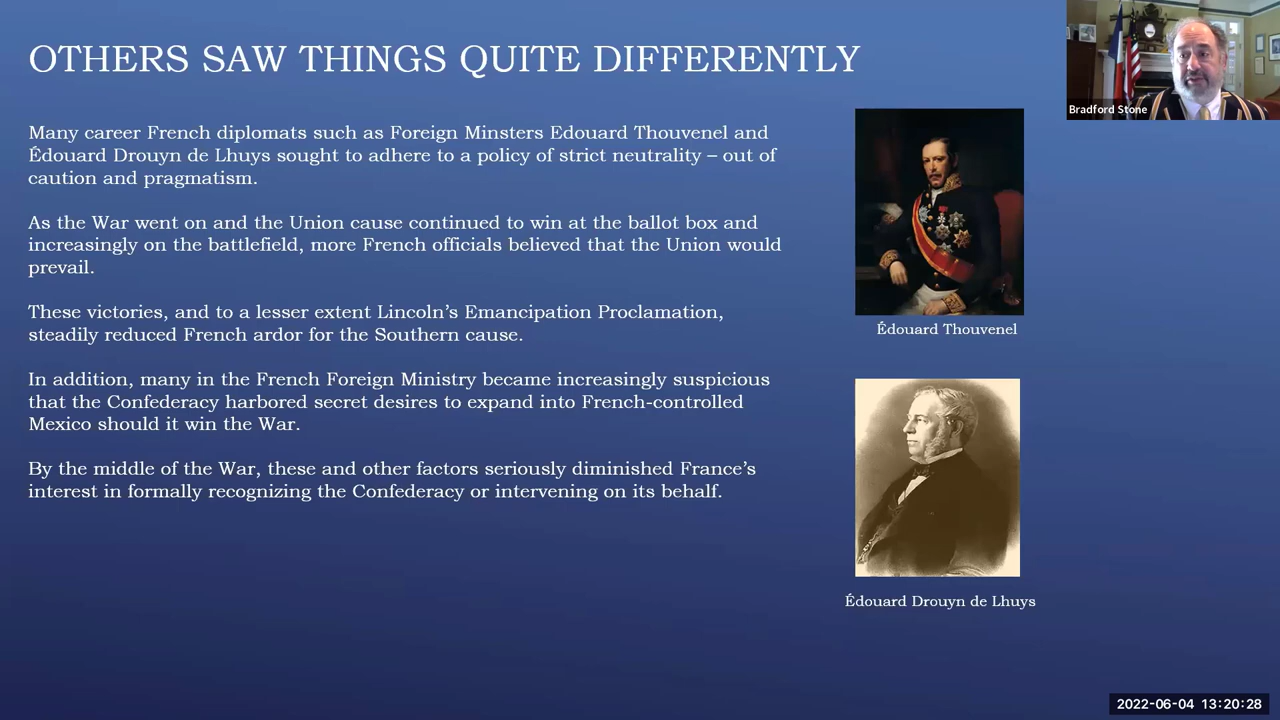 OTHERS SAW THINGS QUITE DIFFERENTLY
Many career French diplomats such as Foreign Minsters Edouard Thouvenel and
Édouard Drouyn de Lhuys sought to adhere to a policy of strict neutrality – out of
caution and pragmatism.
As the War went on and the Union cause continued to win at the ballot box and
increasingly on the battlefield, more French officials believed that the Union would
prevail.
These victories, and to a lesser extent Lincoln’s Emancipation Proclamation,
steadily reduced French ardor for the Southern cause.
In addition, many in the French Foreign Ministry became increasingly suspicious
that the Confederacy harbored secret desires to expand into French-controlled
Mexico should it win the War.
By the middle of the War, these and other factors seriously diminished France’s
interest in formally recognizing the Confederacy or intervening on its behalf.
Édouard Thouvenel
Édouard Drouyn de Lhuys
Bradford Stone
2022-06-04 13:20:28